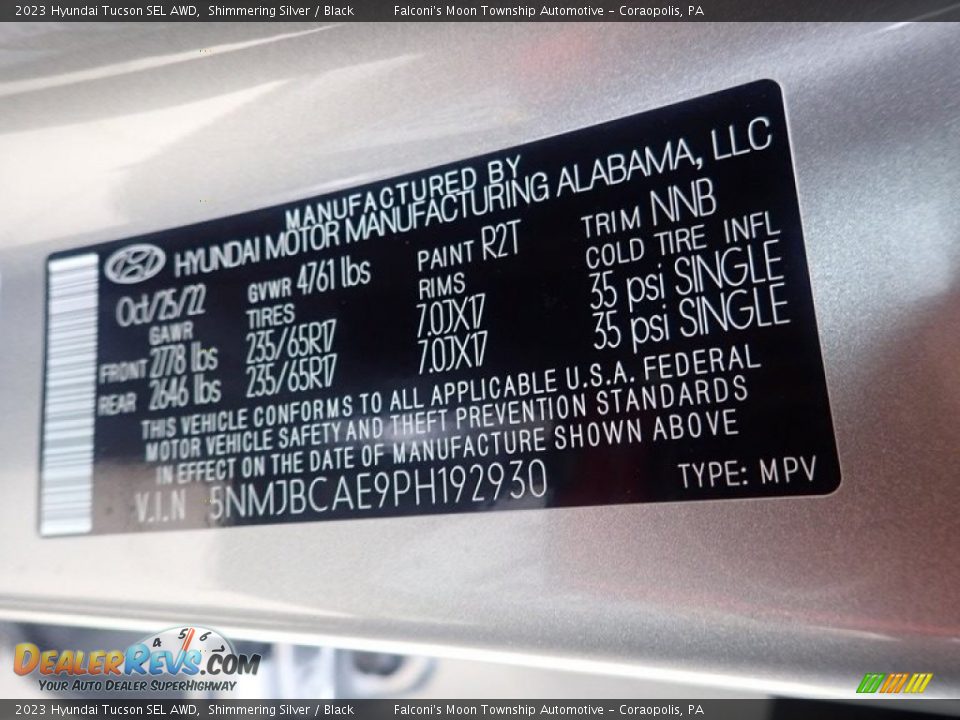 2023 Hyundai Tucson SEL AWD, Shimmering Silver / Black Falconi's Moon Township Automotive - Coraopolis, PA
MANUFACTURED BY
HYUNDAI MOTOR MANUFACTURING ALABAMA, LLC
Oct/25/22 GVWR 4761 lbs PAINT R2T TRIM NNB
GAWR TIRES RIMS COLD TIRE INFL
FRONT 2778 lbs 235/65R17 7.0JX17 35 psi SINGLE
REAR 2646 lbs 235/65R17 7.0JX17 35 psi SINGLE
THIS VEHICLE CONFORMS TO ALL APPLICABLE U.S.A. FEDERAL
MOTOR VEHICLE SAFETY AND THEFT PREVENTION STANDARDS
IN EFFECT ON THE DATE OF MANUFACTURE SHOWN ABOVE
V.I.N 5NMJBCAE9PH192930 TYPE: MPV
4 5 6
DEALERREVS.COM
YOUR AUTO DEALER SUPERHIGHWAY
2023 Hyundai Tucson SEL AWD, Shimmering Silver / Black Falconi's Moon Township Automotive - Coraopolis, PA